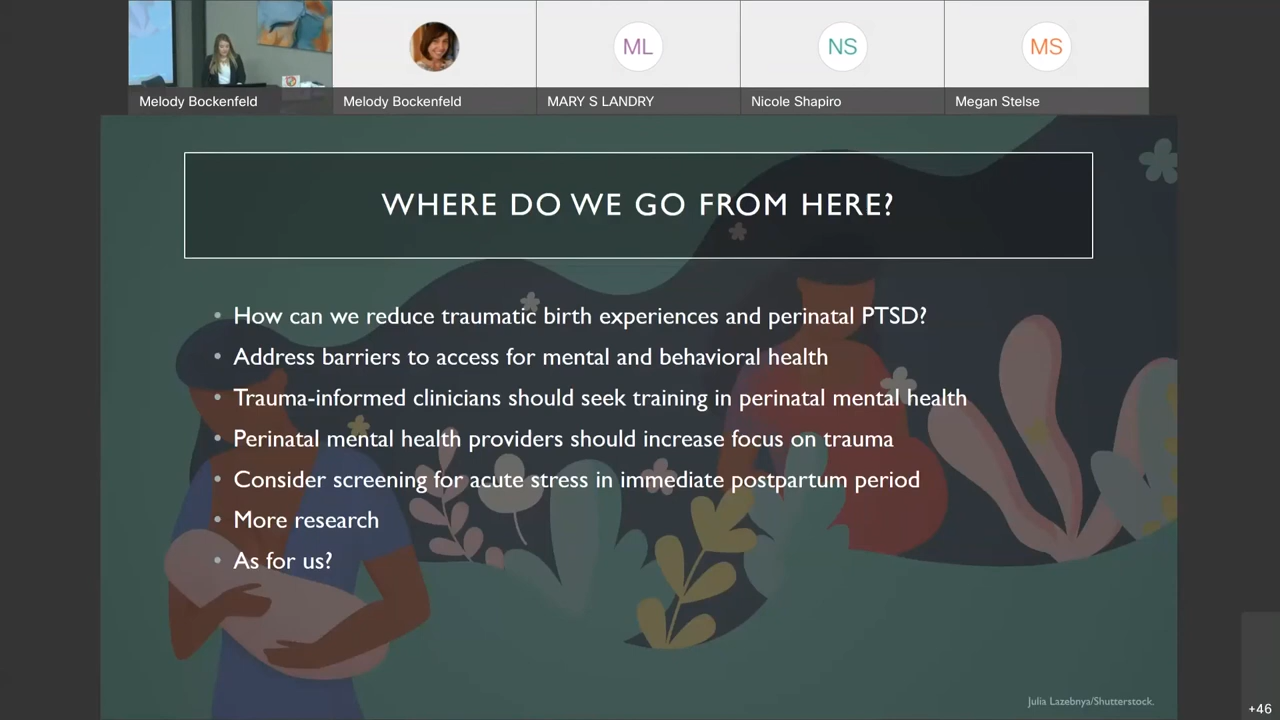 ML
NS
MS
Melody Bockenfeld
Melody Bockenfeld
MARY S LANDRY
Nicole Shapiro
Megan Stelse
WHERE DO WE GO FROM HERE?
• How can we reduce traumatic birth experiences and perinatal PTSD?
• Address barriers to access for mental and behavioral health
• Trauma-informed clinicians should seek training in perinatal mental health
• Perinatal mental health providers should increase focus on trauma
• Consider screening for acute stress in immediate postpartum period
• More research
• As for us?
Julia Lazebnya/Shutterstock.
+46